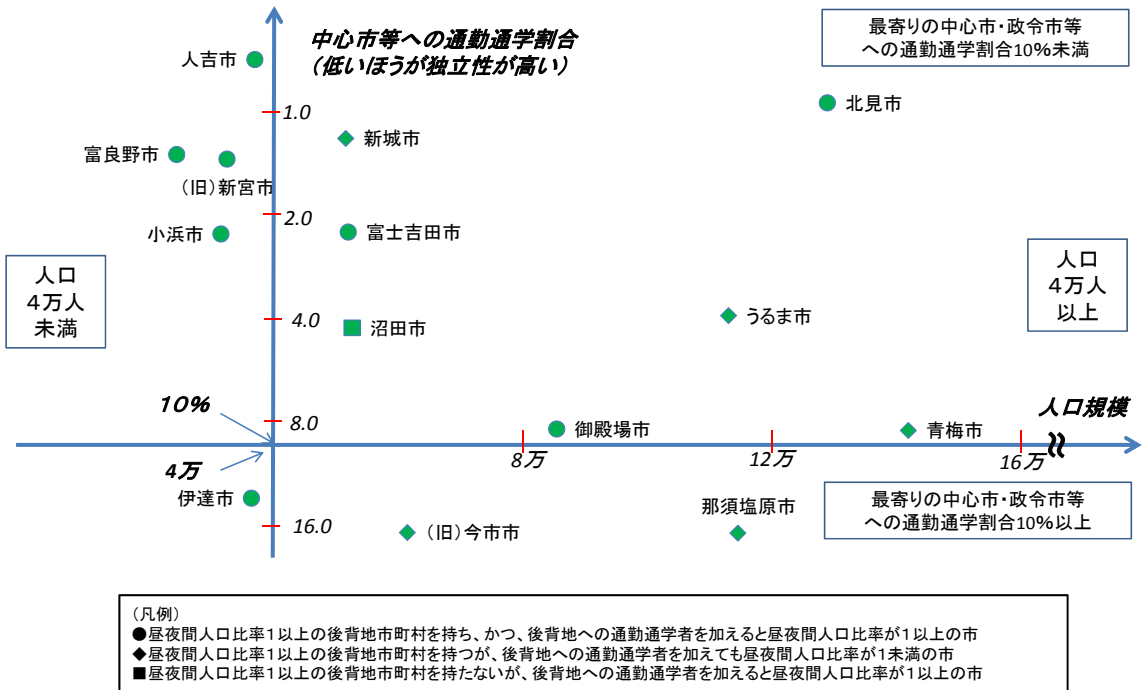 中心市等への通勤通学割合
（低いほうが独立性が高い）
最寄りの中心市・政令市等
への通勤通学割合10％未満
人吉市
北見市
1.0
新城市
富良野市
（旧）新宮市
2.0
小浜市
富士吉田市
人口
４万人
未満
人口
４万人
以上
4.0
沼田市
うるま市
10%
8.0
御殿場市
青梅市
人口規模
4万
8万
12万
16万
伊達市
16.0
（旧）今市市
那須塩原市
最寄りの中心市・政令市等
への通勤通学割合10％以上
（凡例）
●昼夜間人口比率１以上の後背地市町村を持ち、かつ、後背地への通勤通学者を加えると昼夜間人口比率が１以上の市
◆昼夜間人口比率１以上の後背地市町村を持つが、後背地への通勤通学者を加えても昼夜間人口比率が１未満の市
■昼夜間人口比率１以上の後背地市町村を持たないが、後背地への通勤通学者を加えると昼夜間人口比率が１以上の市